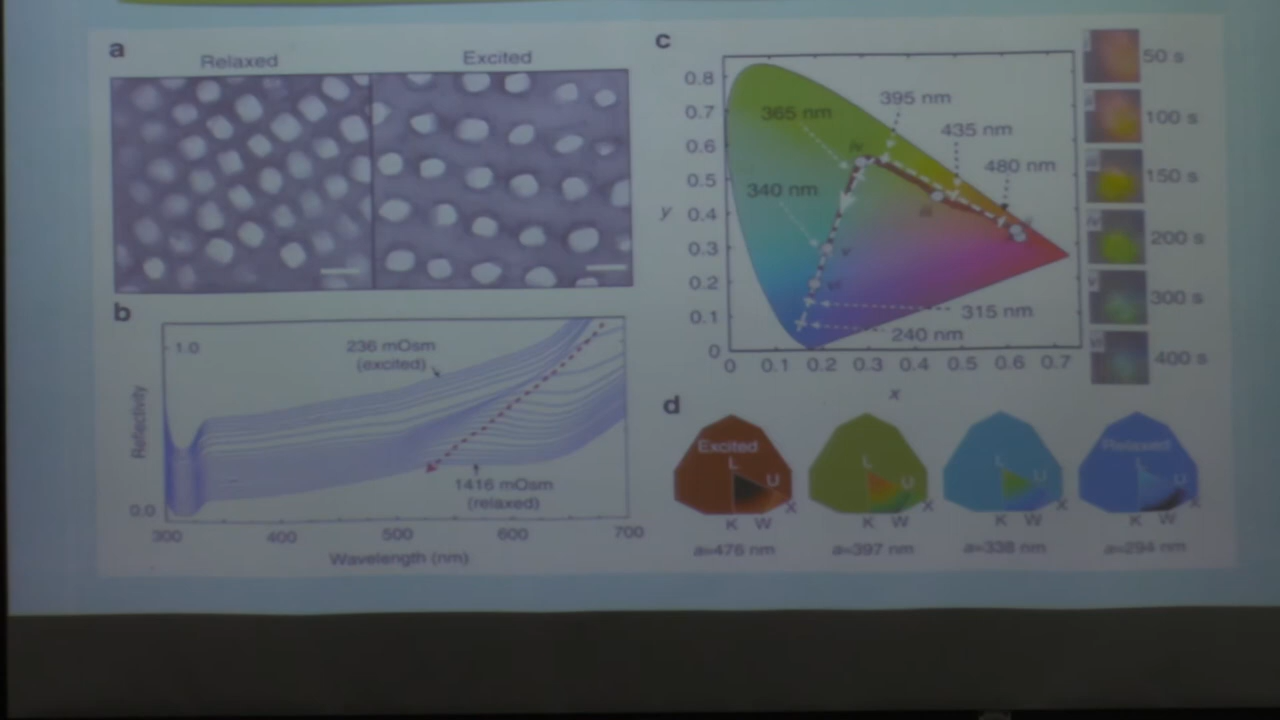 a
Relaxed
Excited
b
1.0
0.0
Reflectivity
236 mOsm
(excited)
1416 mOsm
(relaxed)
300 400 500 600 700
Wavelength (nm)
c
0.8
0.7
0.6
0.5
0.4
0.3
0.2
0.1
0
y
0 0.1 0.2 0.3 0.4 0.5 0.6 0.7
x
365 nm
395 nm
435 nm
480 nm
340 nm
315 nm
240 nm
iv
iii
v
vi
50 s
100 s
150 s
200 s
300 s
400 s
d
Excited
L
U
X
K W
a=476 nm
L
U
X
K W
a=397 nm
L
U
X
K W
a=338 nm
Relaxed
L
U
X
K W
a=294 nm